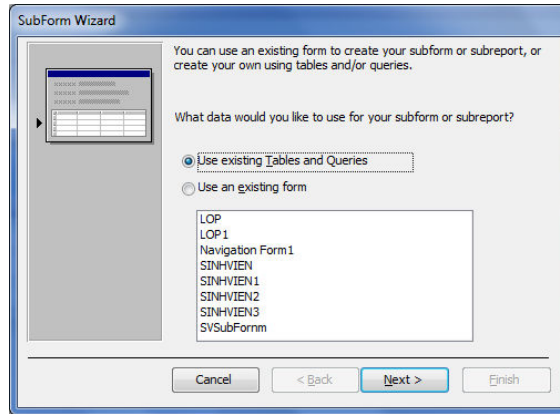 SubForm Wizard
You can use an existing form to create your subform or subreport, or
create your own using tables and/or queries.
What data would you like to use for your subform or subreport?
Use existing Tables and Queries
Use an existing form
LOP
LOP1
Navigation Form1
SINHVIEN
SINHVIEN1
SINHVIEN2
SINHVIEN3
SVSubFornm
Cancel
< Back
Next >
Finish